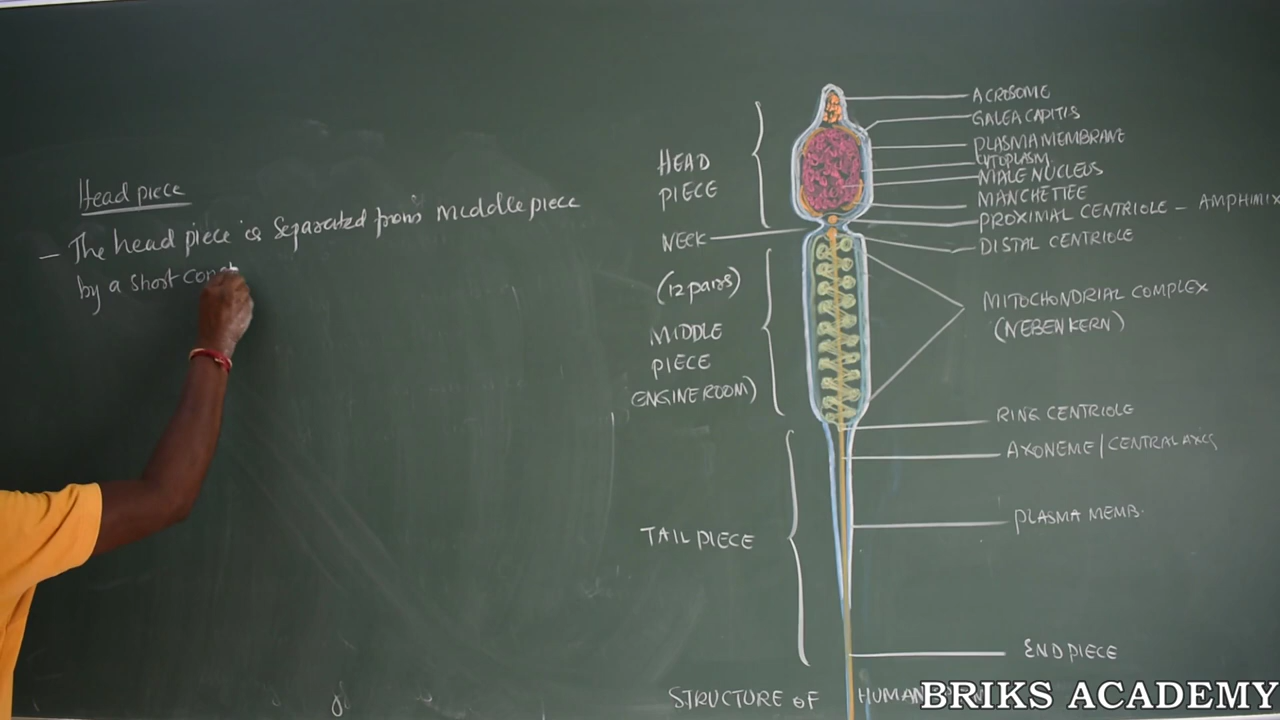 Head piece
– The head piece is separated from middle piece
by a short const
HEAD
PIECE
NECK
(12 pairs)
MIDDLE
PIECE
ENGINE ROOM)
TAIL PIECE
ACROSOME
GALEA CAPITIS
PLASMA MEMBRANE
CYTOPLASM
MALE NUCLEUS
MANCHETTEE
PROXIMAL CENTRIOLE – AMPHIMIX
DISTAL CENTRIOLE
MITOCHONDRIAL COMPLEX
(NEBENKERN)
RING CENTRIOLE
AXONEME / CENTRAL AXIS
PLASMA MEMB.
END PIECE
STRUCTURE OF HUMAN
BRIKS ACADEMY